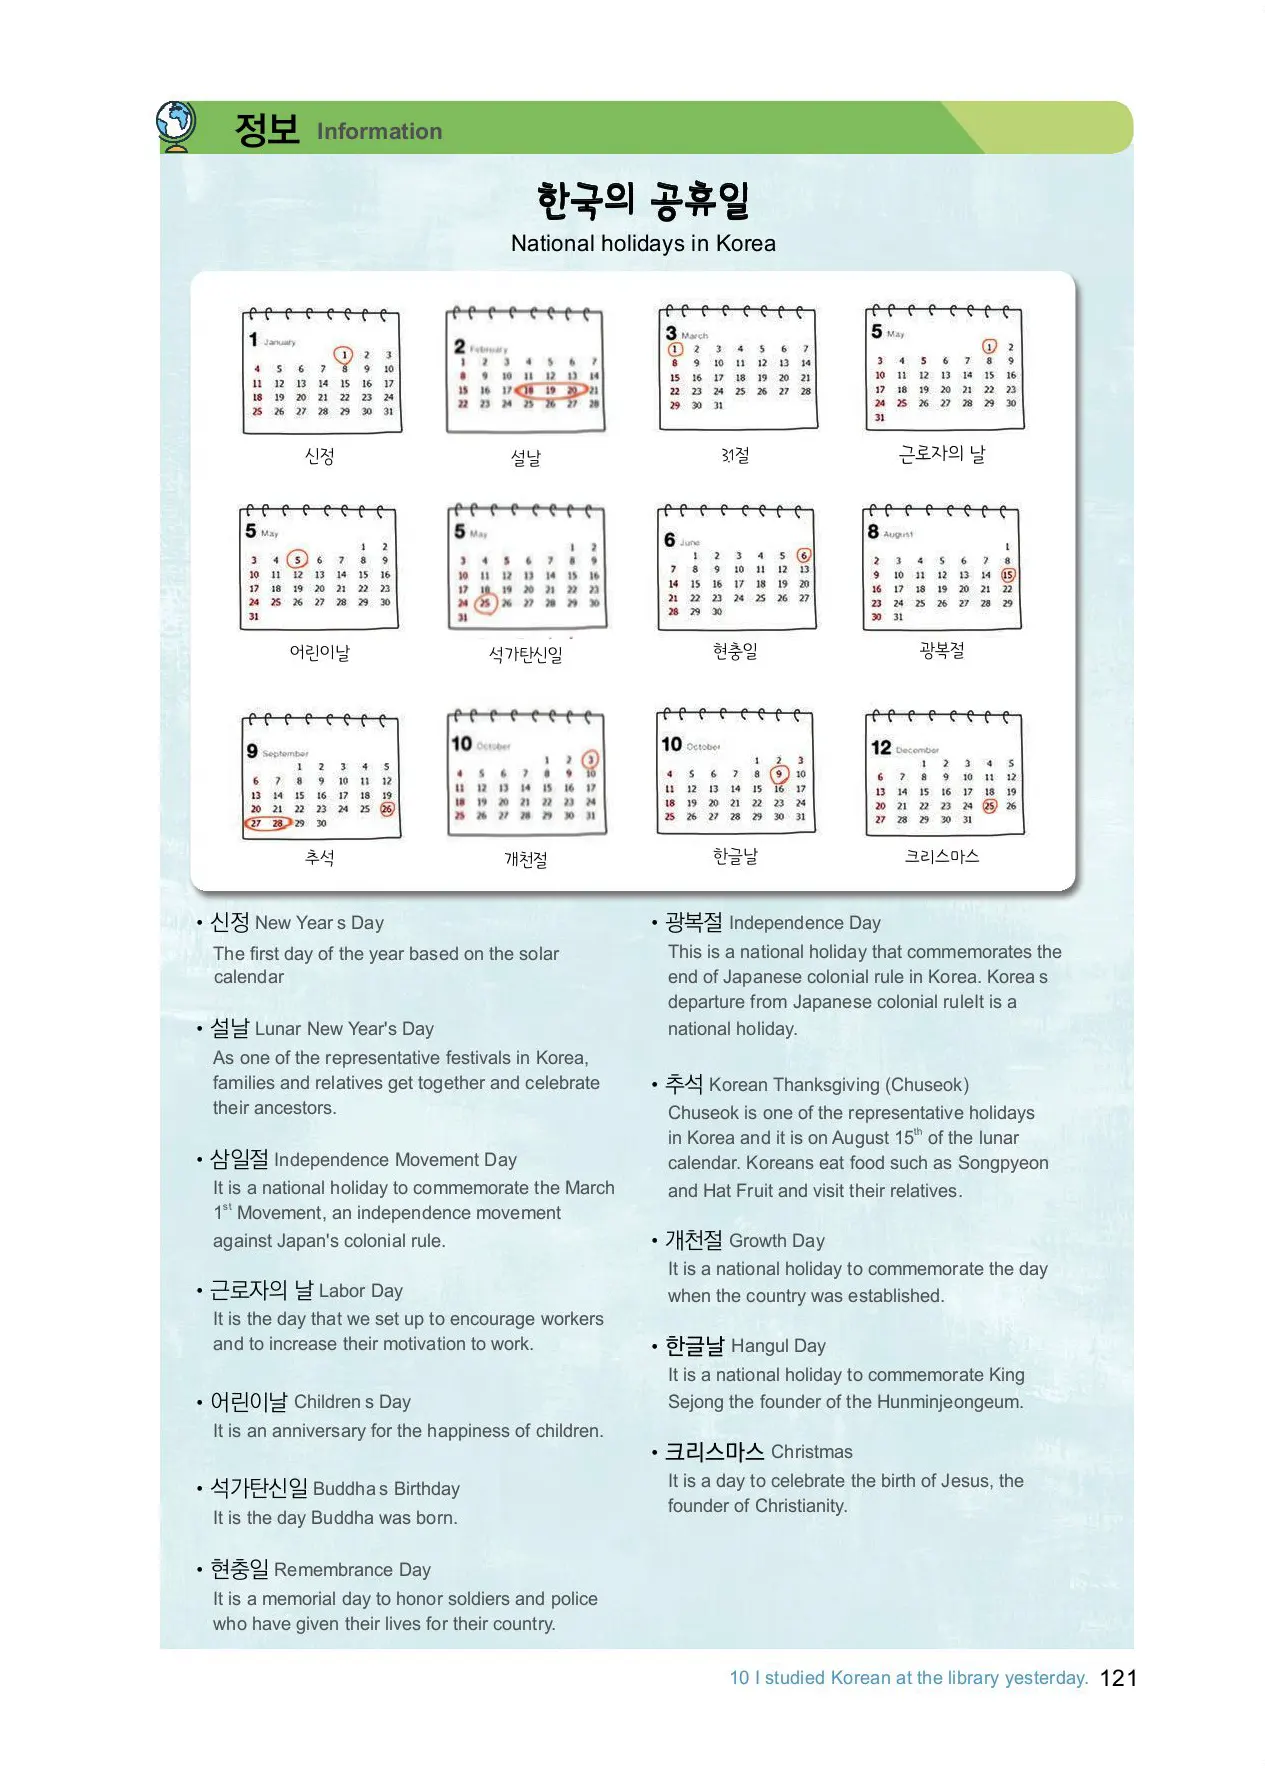 정보 Information
한국의 공휴일
National holidays in Korea
1 January
1 2 3
4 5 6 7 8 9 10
11 12 13 14 15 16 17
18 19 20 21 22 23 24
25 26 27 28 29 30 31
신정
2 February
1 2 3 4 5 6 7
8 9 10 11 12 13 14
15 16 17 18 19 20 21
22 23 24 25 26 27 28
설날
3 March
1 2 3 4 5 6 7
8 9 10 11 12 13 14
15 16 17 18 19 20 21
22 23 24 25 26 27 28
29 30 31
3.1절
5 May
1 2
3 4 5 6 7 8 9
10 11 12 13 14 15 16
17 18 19 20 21 22 23
24 25 26 27 28 29 30
31
근로자의 날
5 May
1 2
3 4 5 6 7 8 9
10 11 12 13 14 15 16
17 18 19 20 21 22 23
24 25 26 27 28 29 30
31
어린이날
5 May
1 2
3 4 5 6 7 8 9
10 11 12 13 14 15 16
17 18 19 20 21 22 23
24 25 26 27 28 29 30
31
석가탄신일
6 June
1 2 3 4 5 6
7 8 9 10 11 12 13
14 15 16 17 18 19 20
21 22 23 24 25 26 27
28 29 30
현충일
8 August
1
2 3 4 5 6 7 8
9 10 11 12 13 14 15
16 17 18 19 20 21 22
23 24 25 26 27 28 29
30 31
광복절
9 September
1 2 3 4 5
6 7 8 9 10 11 12
13 14 15 16 17 18 19
20 21 22 23 24 25 26
27 28 29 30
추석
10 October
1 2 3
4 5 6 7 8 9 10
11 12 13 14 15 16 17
18 19 20 21 22 23 24
25 26 27 28 29 30 31
개천절
10 October
1 2 3
4 5 6 7 8 9 10
11 12 13 14 15 16 17
18 19 20 21 22 23 24
25 26 27 28 29 30 31
한글날
12 December
1 2 3 4 5
6 7 8 9 10 11 12
13 14 15 16 17 18 19
20 21 22 23 24 25 26
27 28 29 30 31
크리스마스
• 신정 New Year s Day
The first day of the year based on the solar
calendar
• 설날 Lunar New Year's Day
As one of the representative festivals in Korea,
families and relatives get together and celebrate
their ancestors.
• 삼일절 Independence Movement Day
It is a national holiday to commemorate the March
1st Movement, an independence movement
against Japan's colonial rule.
• 근로자의 날 Labor Day
It is the day that we set up to encourage workers
and to increase their motivation to work.
• 어린이날 Children s Day
It is an anniversary for the happiness of children.
• 석가탄신일 Buddha s Birthday
It is the day Buddha was born.
• 현충일 Remembrance Day
It is a memorial day to honor soldiers and police
who have given their lives for their country.
• 광복절 Independence Day
This is a national holiday that commemorates the
end of Japanese colonial rule in Korea. Korea s
departure from Japanese colonial ruleIt is a
national holiday.
• 추석 Korean Thanksgiving (Chuseok)
Chuseok is one of the representative holidays
in Korea and it is on August 15th of the lunar
calendar. Koreans eat food such as Songpyeon
and Hat Fruit and visit their relatives.
• 개천절 Growth Day
It is a national holiday to commemorate the day
when the country was established.
• 한글날 Hangul Day
It is a national holiday to commemorate King
Sejong the founder of the Hunminjeongeum.
• 크리스마스 Christmas
It is a day to celebrate the birth of Jesus, the
founder of Christianity.
10 I studied Korean at the library yesterday. 121